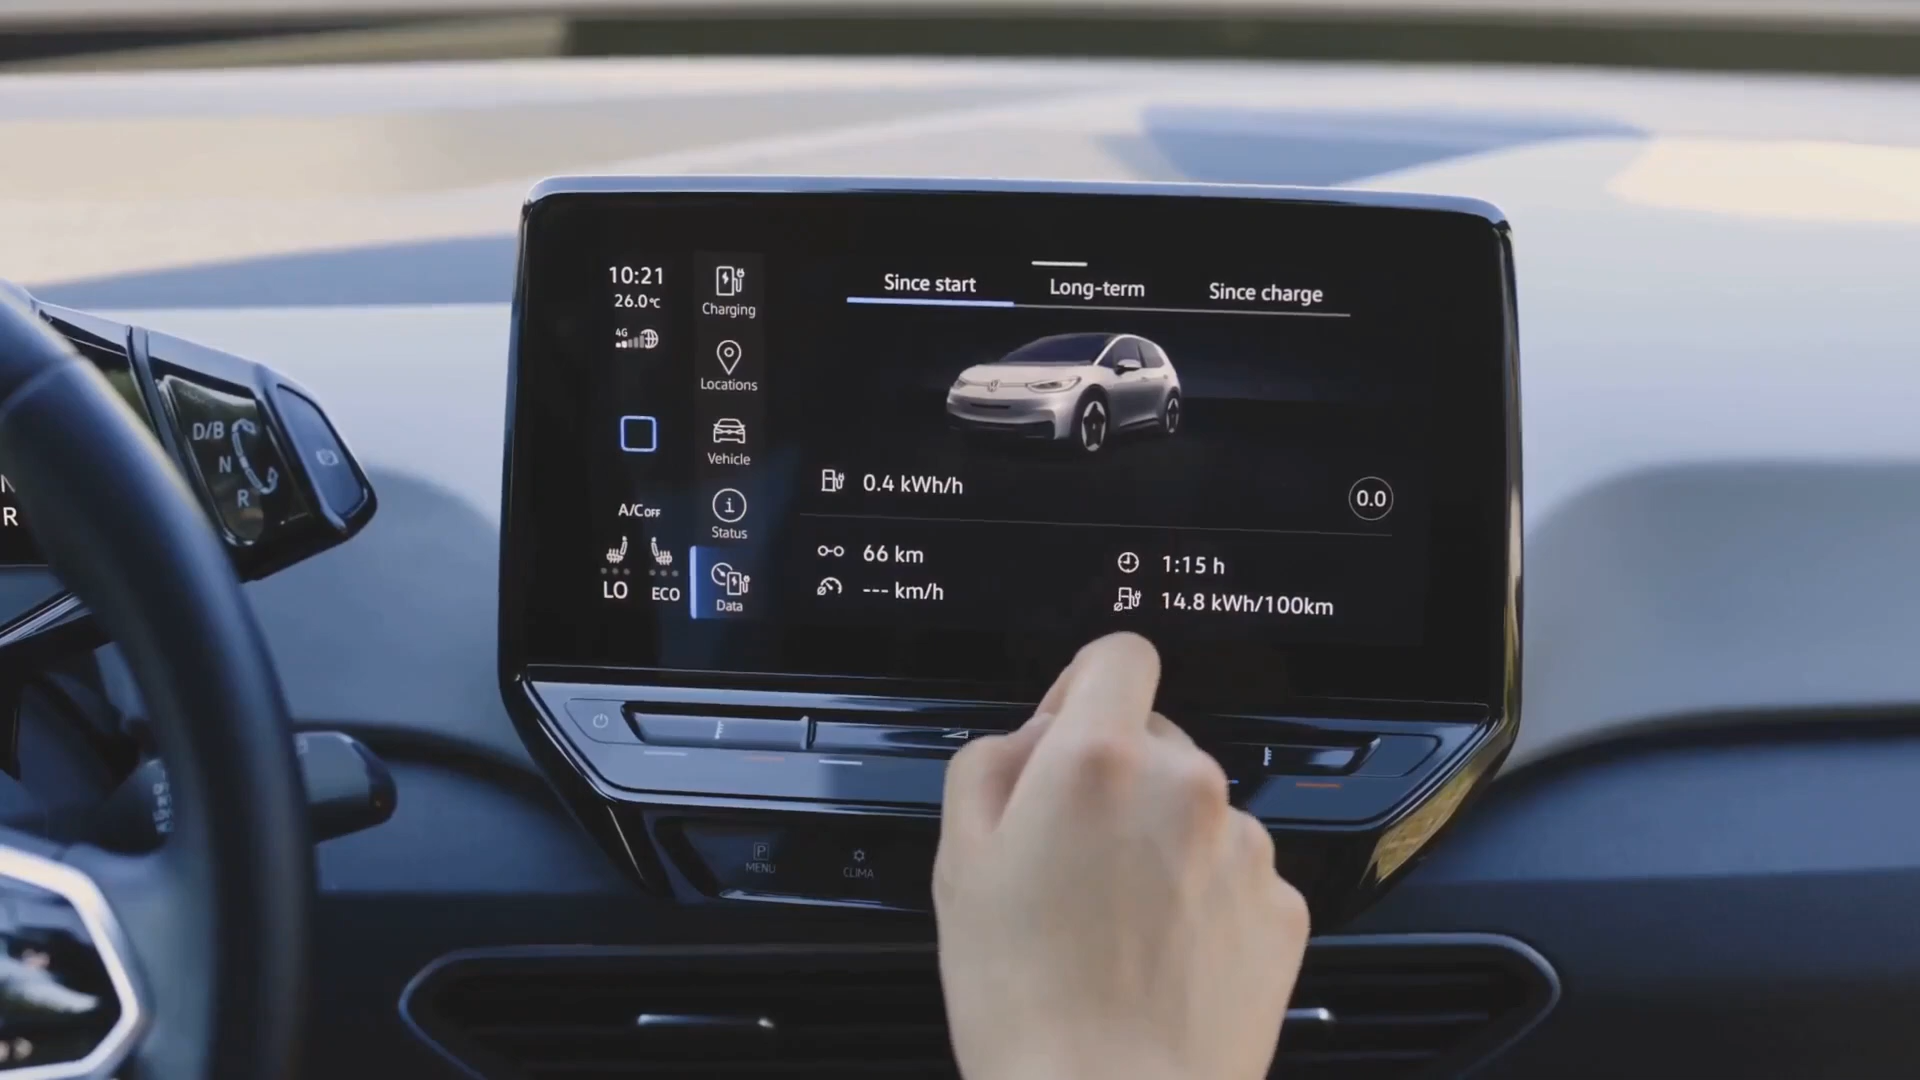 10:21
26.0°C
4G
A/C OFF
LO
ECO
Charging
Locations
Vehicle
Status
Data
Since start
Long-term
Since charge
0.4 kWh/h
0.0
66 km
1:15 h
--- km/h
14.8 kWh/100km
D/B
N
R
R
P
MENU
CLIMA